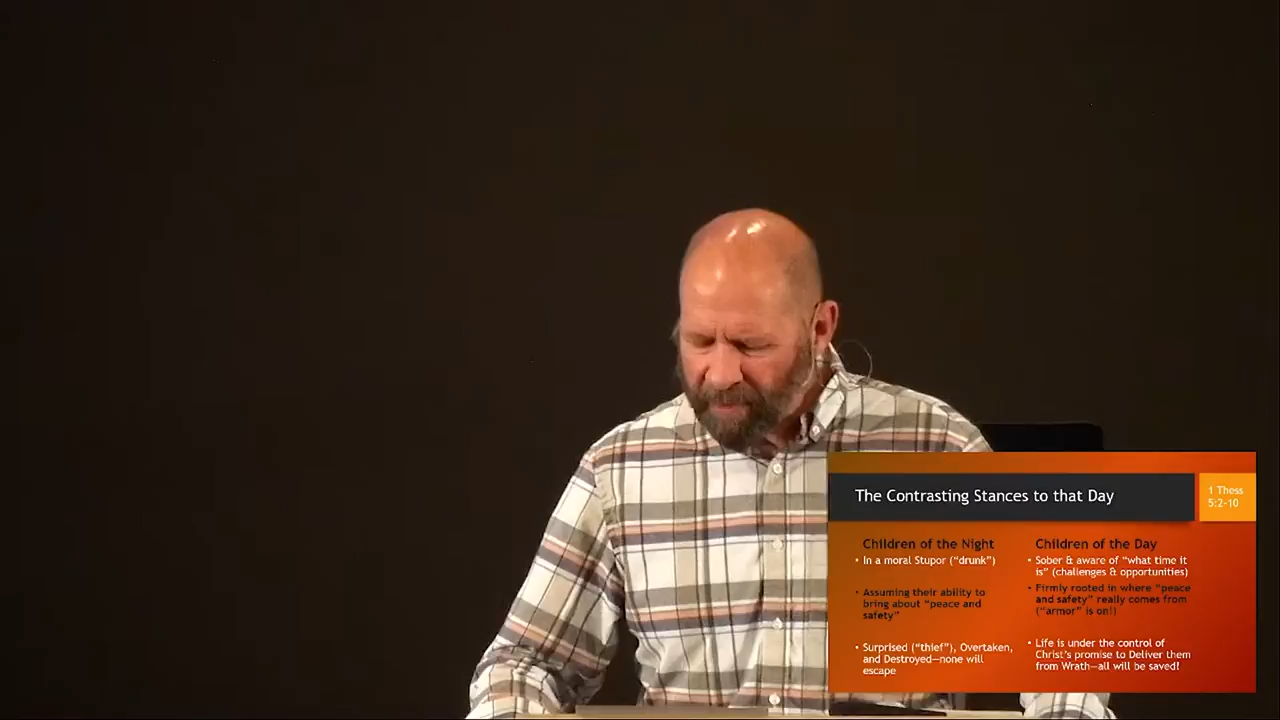 The Contrasting Stances to that Day
1 Thess
5:2-10
Children of the Night
• In a moral Stupor (“drunk”)
• Assuming their ability to
bring about “peace and
safety”
• Surprised (“thief”), Overtaken,
and Destroyed—none will
escape
Children of the Day
• Sober & aware of “what time it
is” (challenges & opportunities)
• Firmly rooted in where “peace
and safety” really comes from
(“armor” is on!)
• Life is under the control of
Christ’s promise to Deliver them
from Wrath—all will be saved!